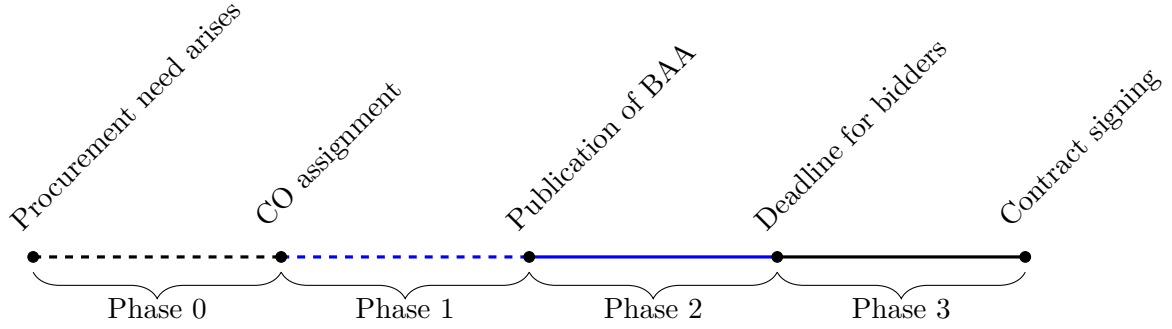 Procurement need arises
CO assignment
Publication of BAA
Deadline for bidders
Contract signing
Phase 0
Phase 1
Phase 2
Phase 3